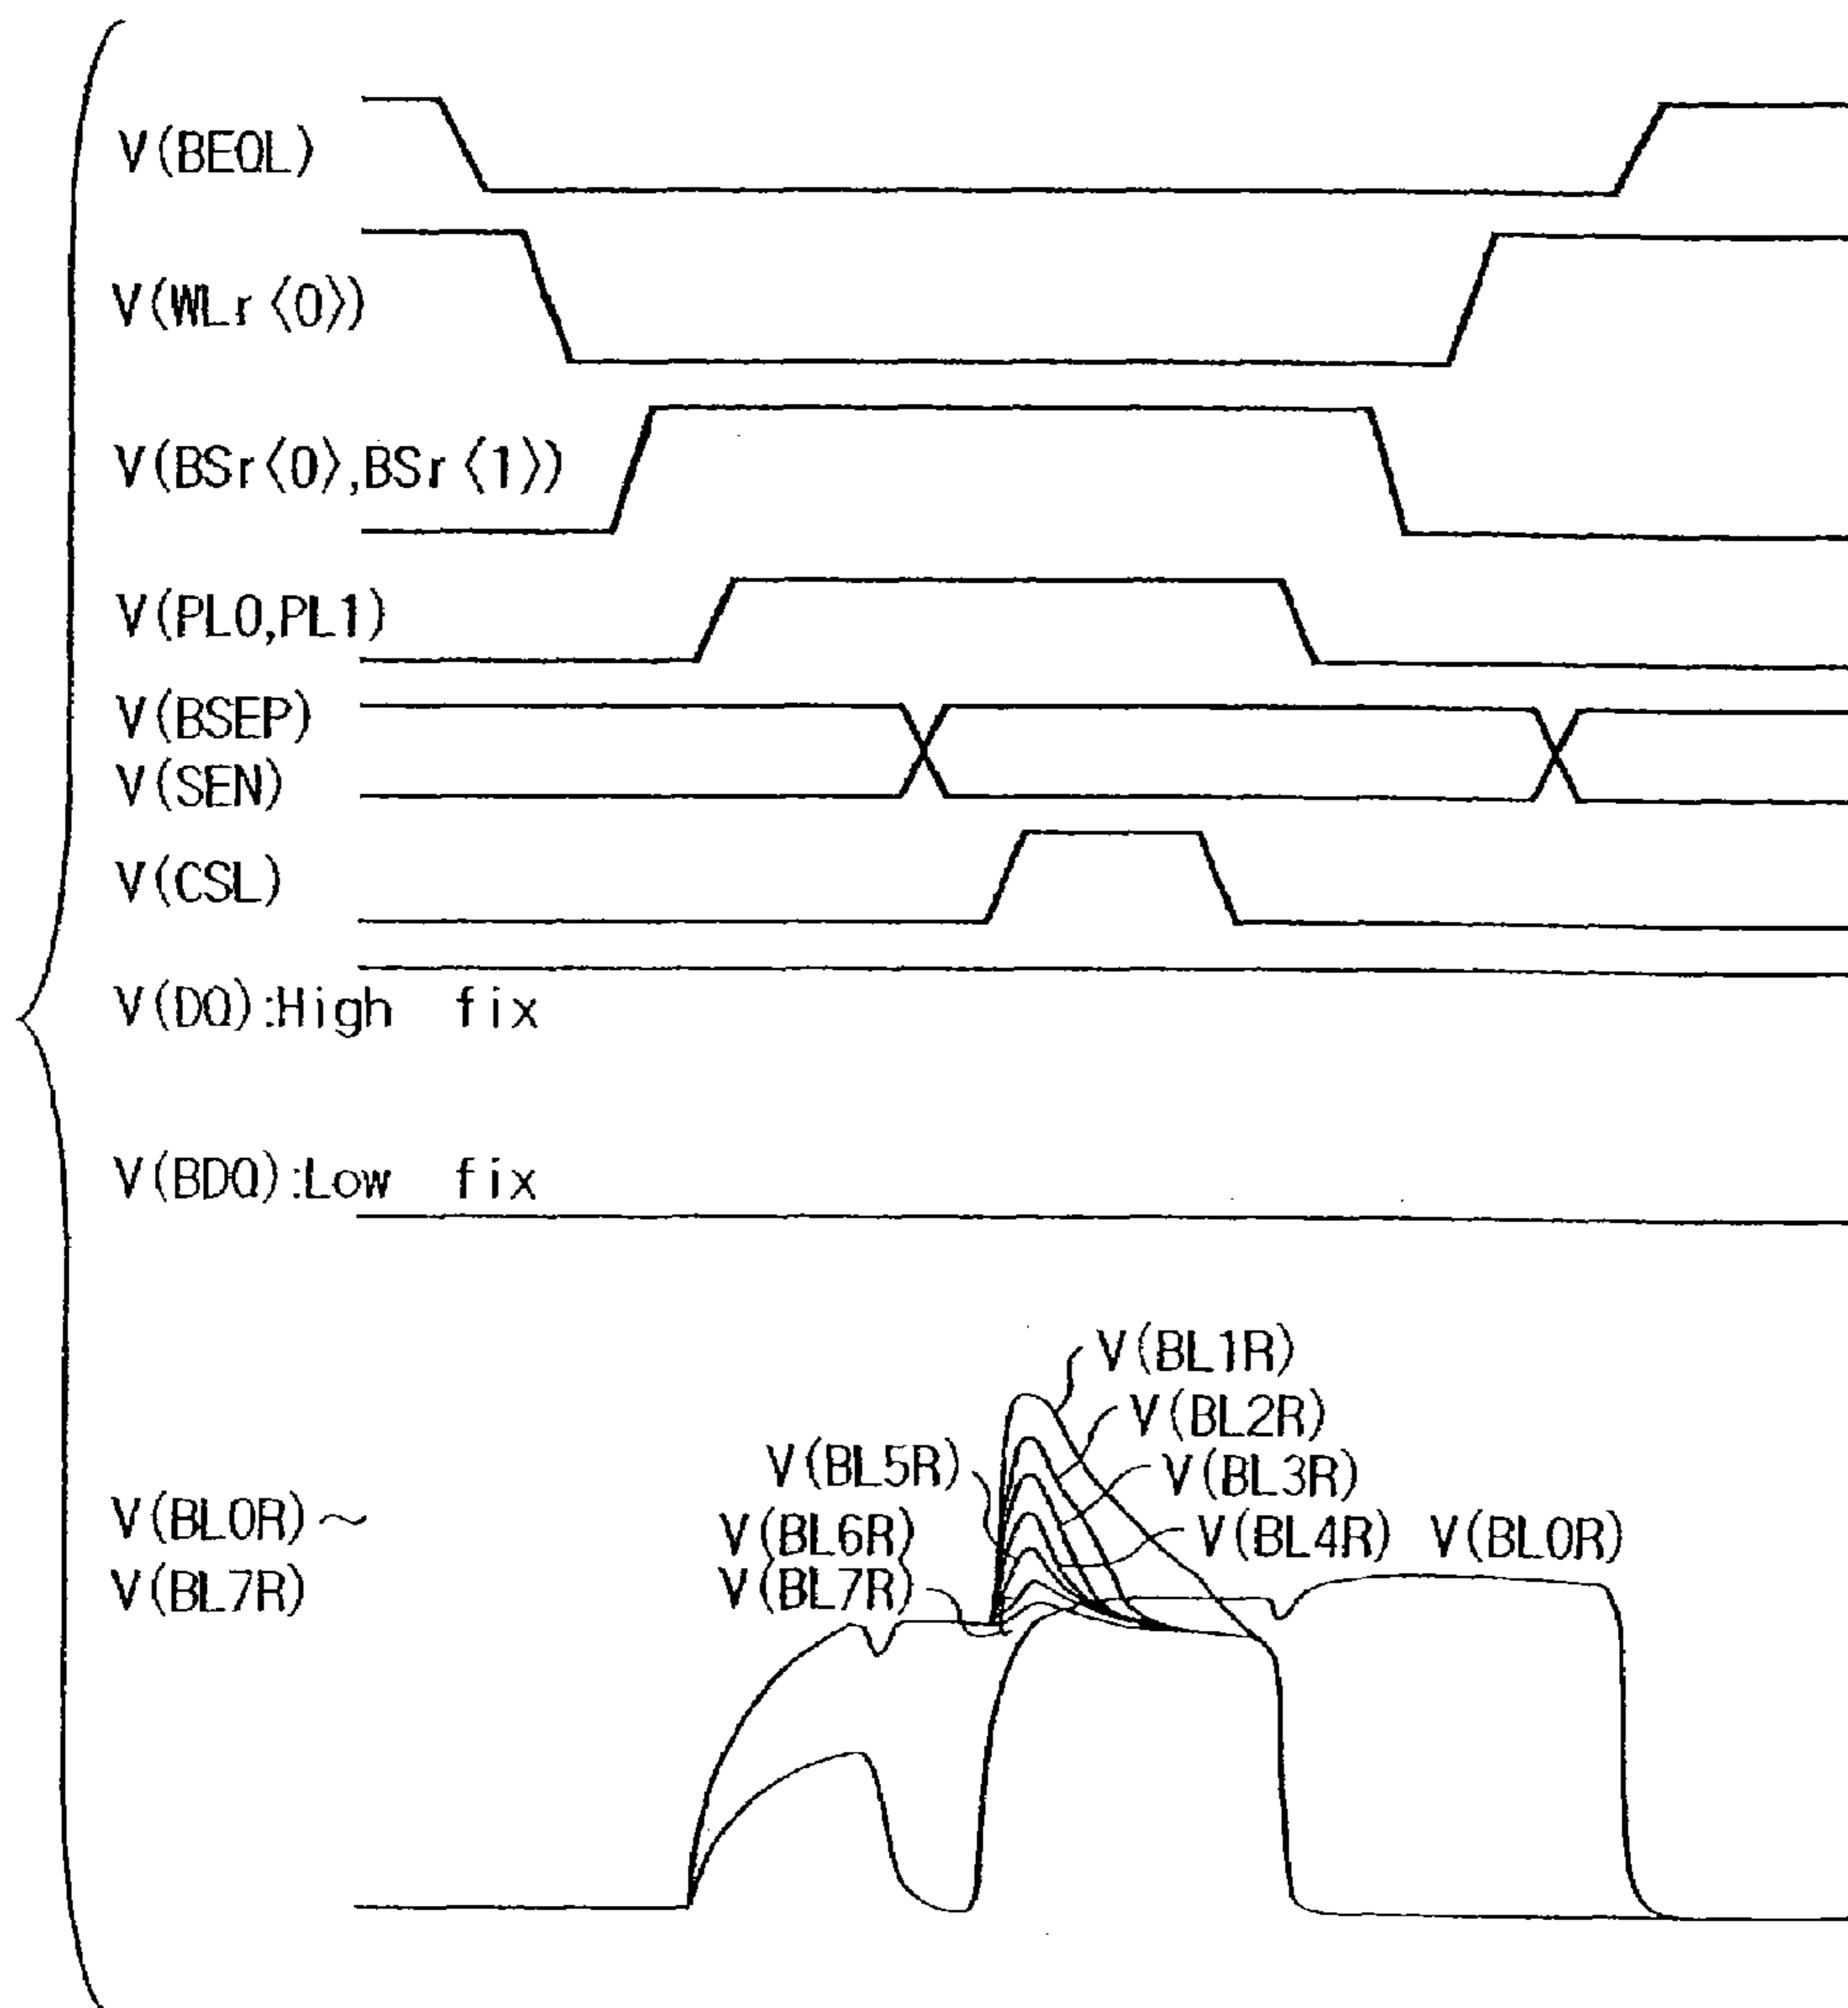 V(BEQL)
V(WLr⟨0⟩)
V(BSr⟨0⟩,BSr⟨1⟩)
V(PL0,PL1)
V(BSEP)
V(SEN)
V(CSL)
V(DQ):High fix
V(BDQ):Low fix
V(BL1R)
V(BL2R)
V(BL5R)
V(BL3R)
V(BL0R)~
V(BL6R)
V(BL4R) V(BL0R)
V(BL7R)
V(BL7R)